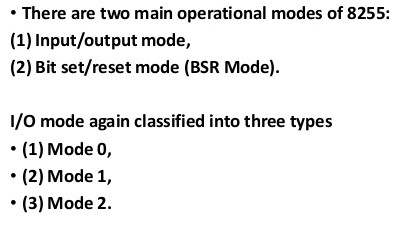 • There are two main operational modes of 8255:
(1) Input/output mode,
(2) Bit set/reset mode (BSR Mode).
I/O mode again classified into three types
• (1) Mode 0,
• (2) Mode 1,
• (3) Mode 2.